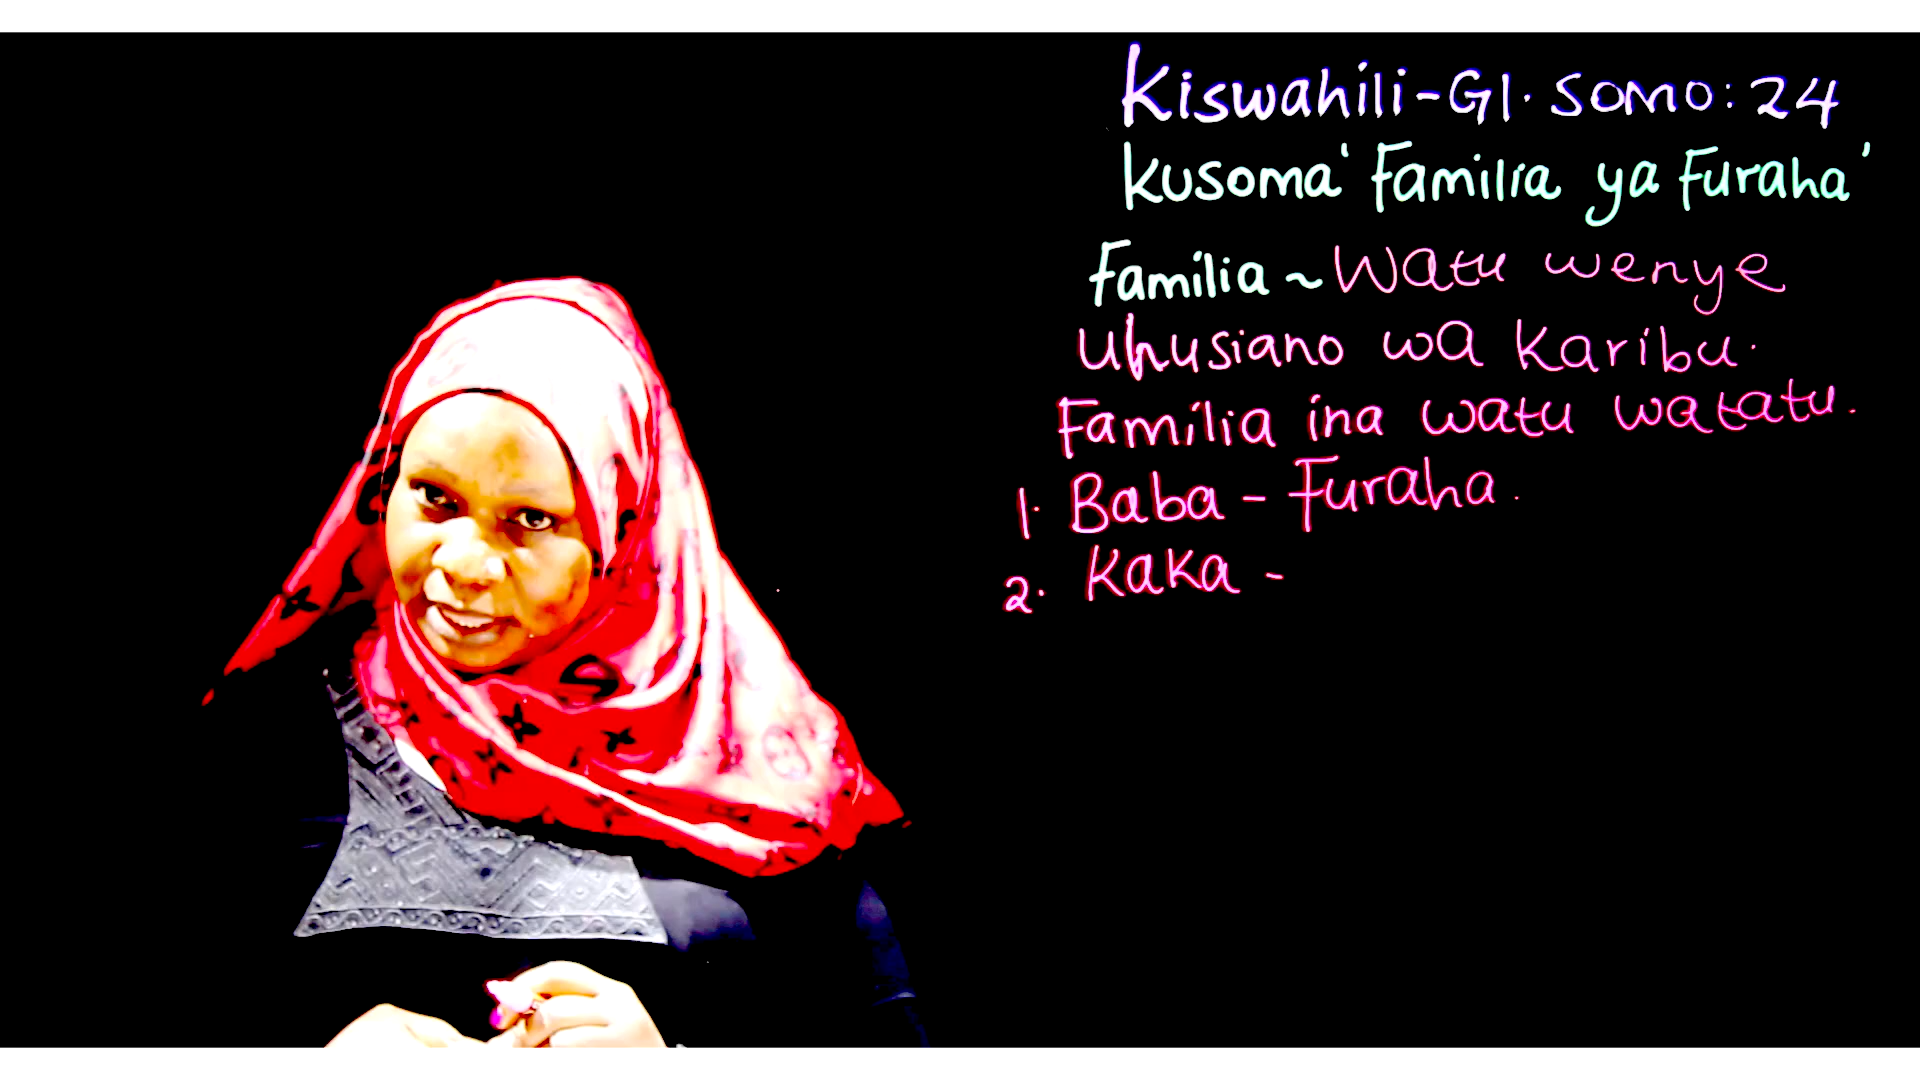 Kiswahili-G1. SOMO: 24
Kusoma 'Familia ya Furaha'
Familia ~ Watu wenye
Uhusiano wa Karibu.
Familia ina watu watatu.
1. Baba - Furaha.
2. Kaka -